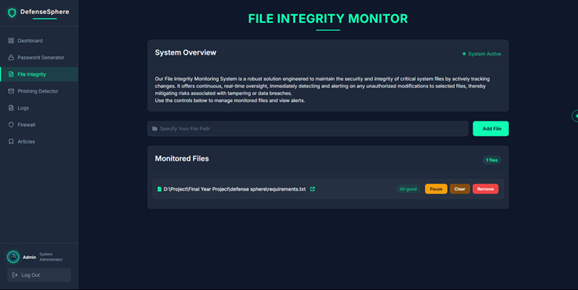 DefenseSphere
Dashboard
Password Generator
File Integrity
Phishing Detector
Logs
Firewall
Articles
Admin
System
Administrator
Log Out
FILE INTEGRITY MONITOR
System Overview
System Active
Our File Integrity Monitoring System is a robust solution engineered to maintain the security and integrity of critical system files by actively tracking
changes. It offers continuous, real-time oversight, immediately detecting and alerting on any unauthorized modifications to selected files, thereby
mitigating risks associated with tampering or data breaches.
Use the controls below to manage monitored files and view alerts.
Specify Your File Path
Add File
Monitored Files
1 files
D:\Project\Final Year Project\defense sphere\requirements.txt
All good
Pause
Clear
Remove